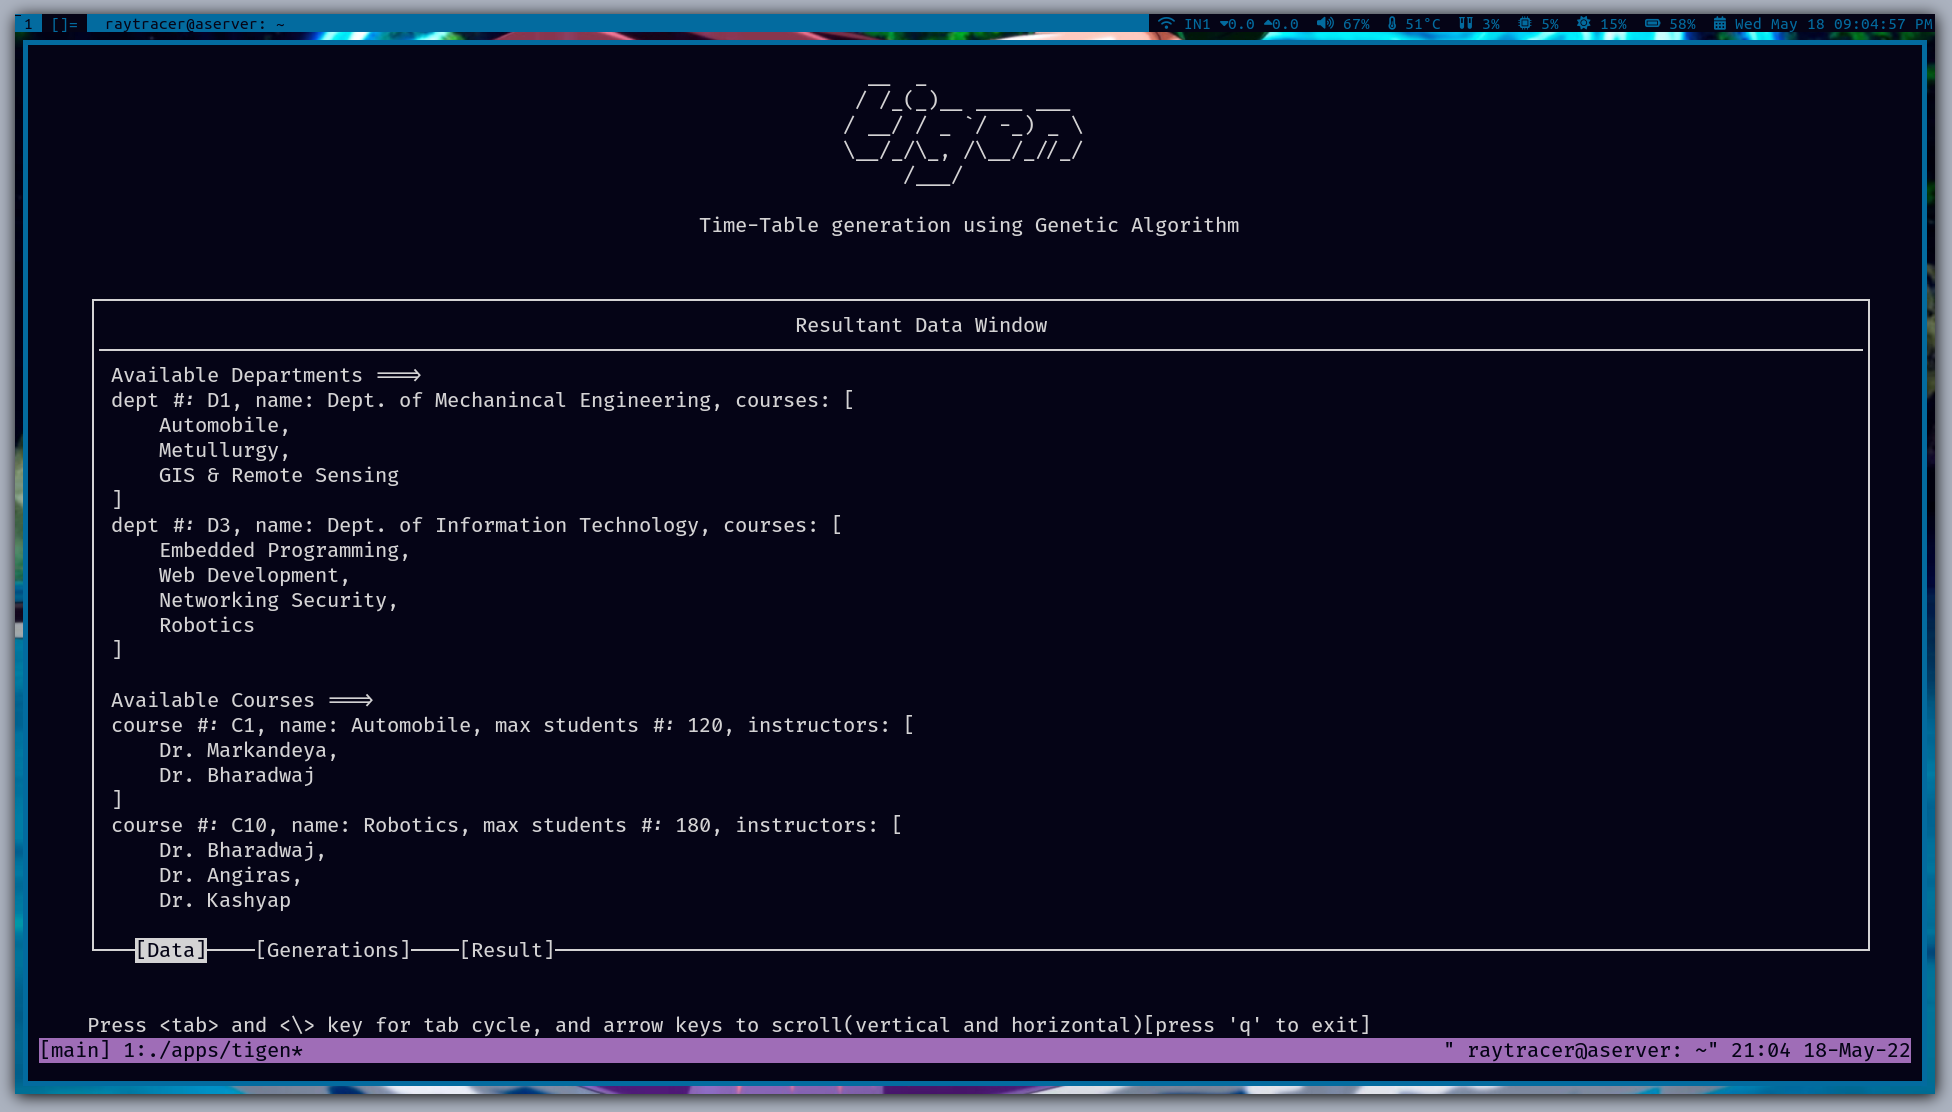 1 []= raytracer@aserver: ~ IN1 ▾0.0 ▴0.0 67% 51°C 3% 5% 15% 58% Wed May 18 09:04:57 PM
   __  _
  / /_(_)__ ____ ___
 / __/ / _ `/ -_) _ \
 \__/_/\_, /\__/_//_/
      /___/
Time-Table generation using Genetic Algorithm
Resultant Data Window
Available Departments ===>
dept #: D1, name: Dept. of Mechanincal Engineering, courses: [
    Automobile,
    Metullurgy,
    GIS & Remote Sensing
]
dept #: D3, name: Dept. of Information Technology, courses: [
    Embedded Programming,
    Web Development,
    Networking Security,
    Robotics
]
Available Courses ===>
course #: C1, name: Automobile, max students #: 120, instructors: [
    Dr. Markandeya,
    Dr. Bharadwaj
]
course #: C10, name: Robotics, max students #: 180, instructors: [
    Dr. Bharadwaj,
    Dr. Angiras,
    Dr. Kashyap
[Data] [Generations] [Result]
Press <tab> and <\> key for tab cycle, and arrow keys to scroll(vertical and horizontal)[press 'q' to exit]
[main] 1:./apps/tigen* " raytracer@aserver: ~" 21:04 18-May-22